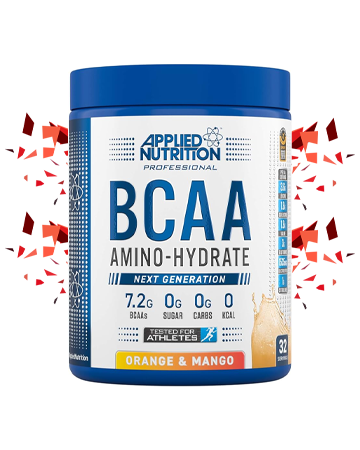 APPLIED
NUTRITION
PROFESSIONAL
BCAA
AMINO-HYDRATE
NEXT GENERATION
7.2G 0G 0G 0
BCAAs SUGAR CARBS KCAL
TESTED FOR
ATHLETES
ORANGE & MANGO
32